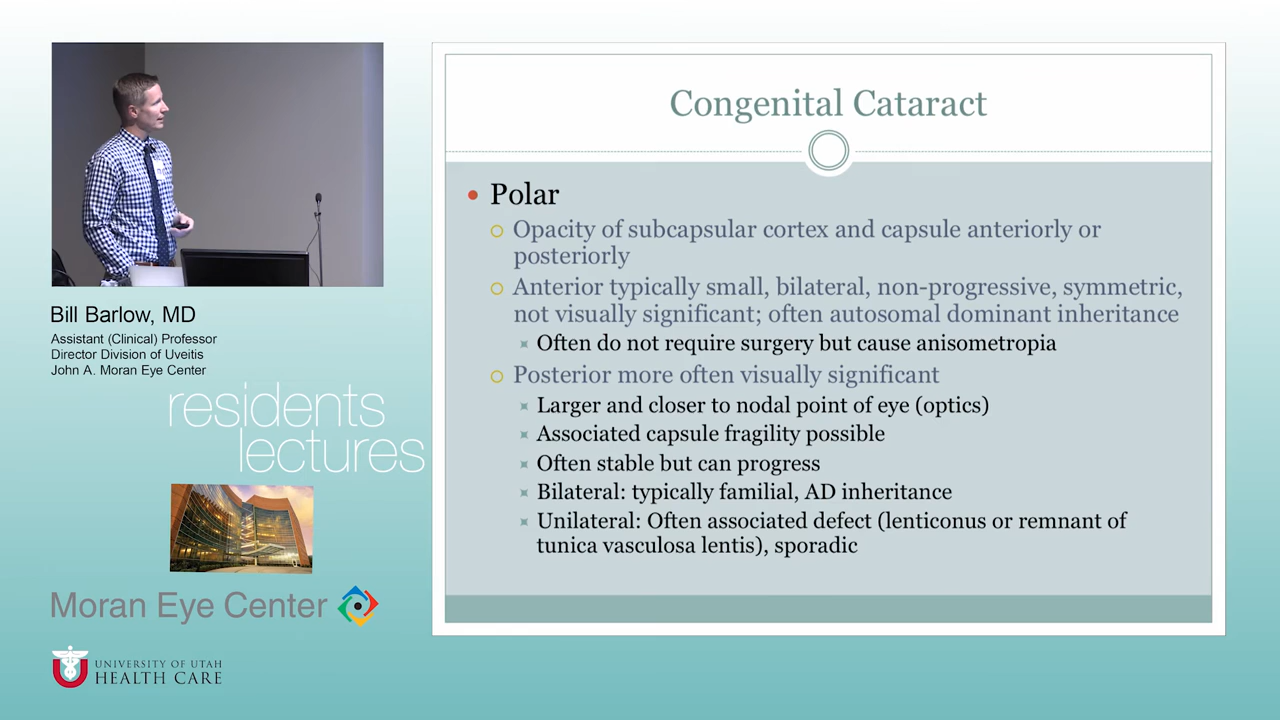 Congenital Cataract
Polar
Opacity of subcapsular cortex and capsule anteriorly or
posteriorly
Anterior typically small, bilateral, non-progressive, symmetric,
not visually significant; often autosomal dominant inheritance
Often do not require surgery but cause anisometropia
Posterior more often visually significant
Larger and closer to nodal point of eye (optics)
Associated capsule fragility possible
Often stable but can progress
Bilateral: typically familial, AD inheritance
Unilateral: Often associated defect (lenticonus or remnant of
tunica vasculosa lentis), sporadic
Bill Barlow, MD
Assistant (Clinical) Professor
Director Division of Uveitis
John A. Moran Eye Center
residents
lectures
Moran Eye Center
UNIVERSITY OF UTAH
HEALTH CARE